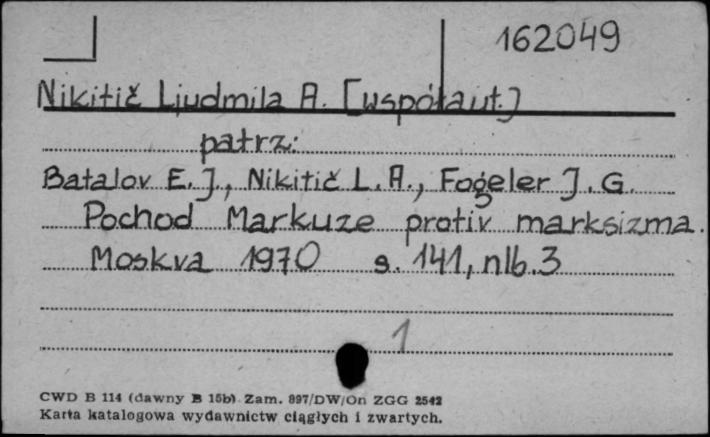 162049
Nikitič Ljudmila A. [współaut.]
patrz:
Batalov E. J., Nikitič L. A., Fogeler J. G.
Pochod Markuze protiv marksizma.
Moskva 1970 s. 141, nlb. 3
1
CWD B 114 (dawny B 15b) Zam. 897/DW/On ZGG 2542
Karta katalogowa wydawnictw ciągłych i zwartych.